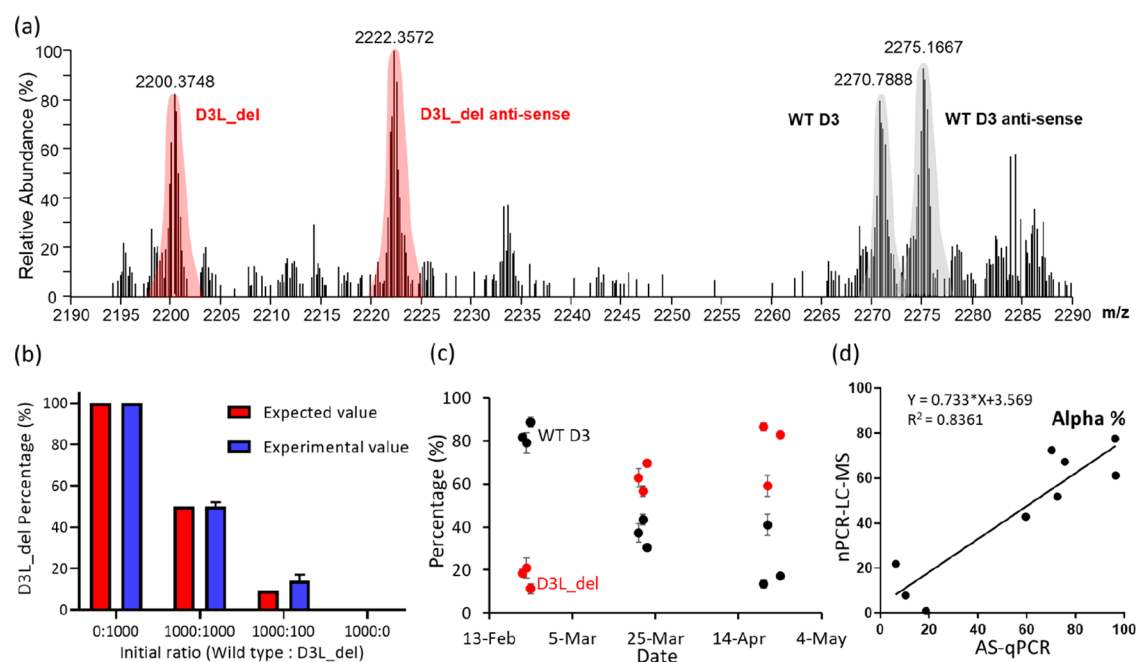 (a)
2222.3572
2275.1667
2200.3748
2270.7888
100
80
60
40
20
0
Relative Abundance (%)
D3L_del
D3L_del anti-sense
WT D3
WT D3 anti-sense
2190 2195 2200 2205 2210 2215 2220 2225 2230 2235 2240 2245 2250 2255 2260 2265 2270 2275 2280 2285 2290 m/z
(b)
D3L_del Percentage (%)
100
80
60
40
20
0
Expected value
Experimental value
0:1000 1000:1000 1000:100 1000:0
Initial ratio (Wild type : D3L_del)
(c)
Percentage (%)
100
80
60
40
20
0
WT D3
D3L_del
13-Feb 5-Mar 25-Mar 14-Apr 4-May
Date
(d)
nPCR-LC-MS
100
80
60
40
20
0
Y = 0.733*X+3.569
R² = 0.8361
Alpha %
0 20 40 60 80 100
AS-qPCR